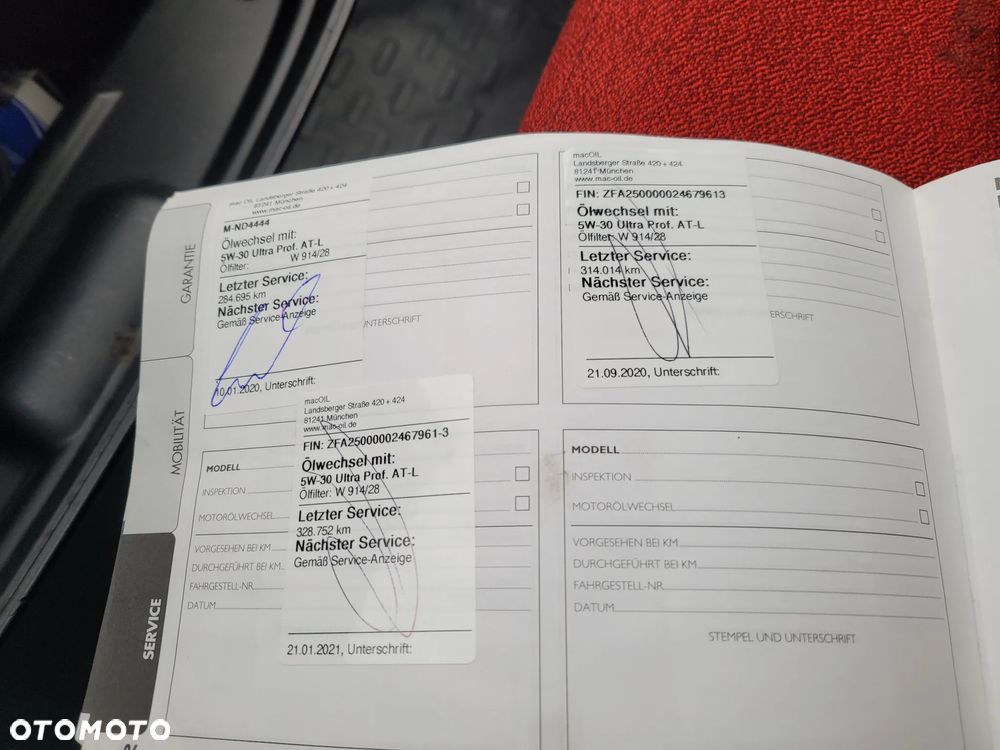 GARANTIE
MOBILITÄT
SERVICE
mac OIL, Landsberger Straße 420 + 424
81241 München
www.mac-oil.de
M-ND4444
Ölwechsel mit:
5W-30 Ultra Prof. AT-L
Ölfilter: W 914/28
Letzter Service:
284.695 km
Nächster Service:
Gemäß Service-Anzeige
10.01.2020, Unterschrift:
UNTERSCHRIFT
macOIL
Landsberger Straße 420 + 424
81241 München
www.mac-oil.de
FIN: ZFA250000024679613
Ölwechsel mit:
5W-30 Ultra Prof. AT-L
Ölfilter: W 914/28
Letzter Service:
314.014 km
Nächster Service:
Gemäß Service-Anzeige
21.09.2020, Unterschrift:
TERSCHRIFT
MODELL
INSPEKTION
MOTORÖLWECHSEL
VORGESEHEN BEI KM
DURCHGEFÜHRT BEI KM
FAHRGESTELL-NR.
DATUM
macOIL
Landsberger Straße 420 + 424
81241 München
www.mac-oil.de
FIN: ZFA25000002467961-3
Ölwechsel mit:
5W-30 Ultra Prof. AT-L
Ölfilter: W 914/28
Letzter Service:
328.752 km
Nächster Service:
Gemäß Service-Anzeige
21.01.2021, Unterschrift:
MODELL
INSPEKTION
MOTORÖLWECHSEL
VORGESEHEN BEI KM
DURCHGEFÜHRT BEI KM
FAHRGESTELL-NR.
DATUM
STEMPEL UND UNTERSCHRIFT
OTOMOTO